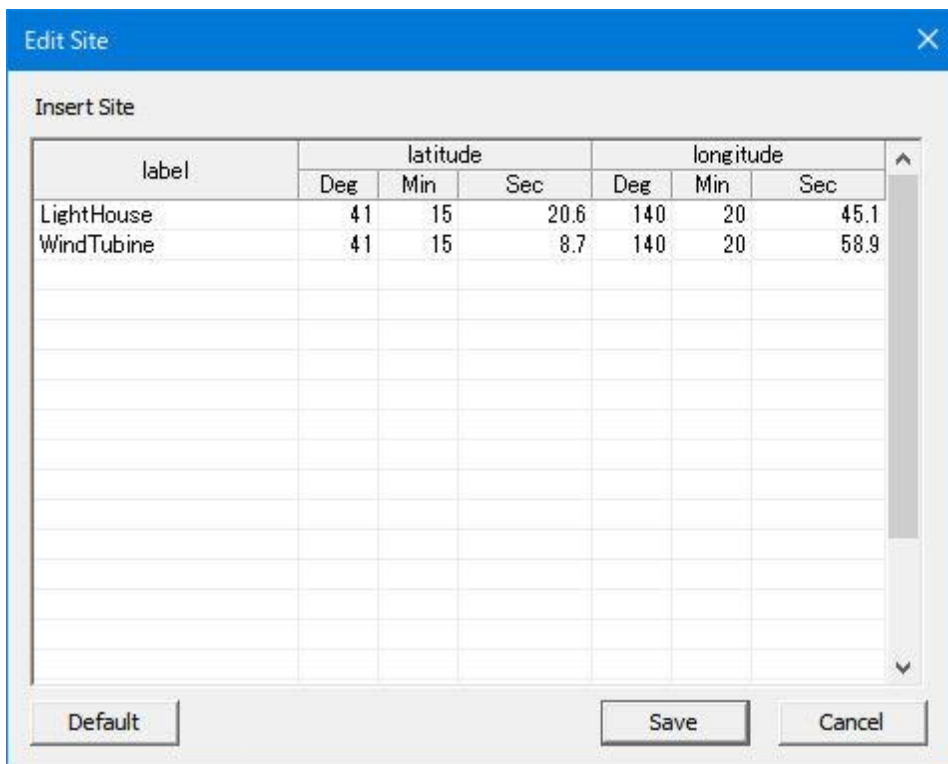 Edit Site
Insert Site
label latitude longitude
Deg Min Sec Deg Min Sec
LightHouse 41 15 20.6 140 20 45.1
WindTubine 41 15 8.7 140 20 58.9
Default Save Cancel